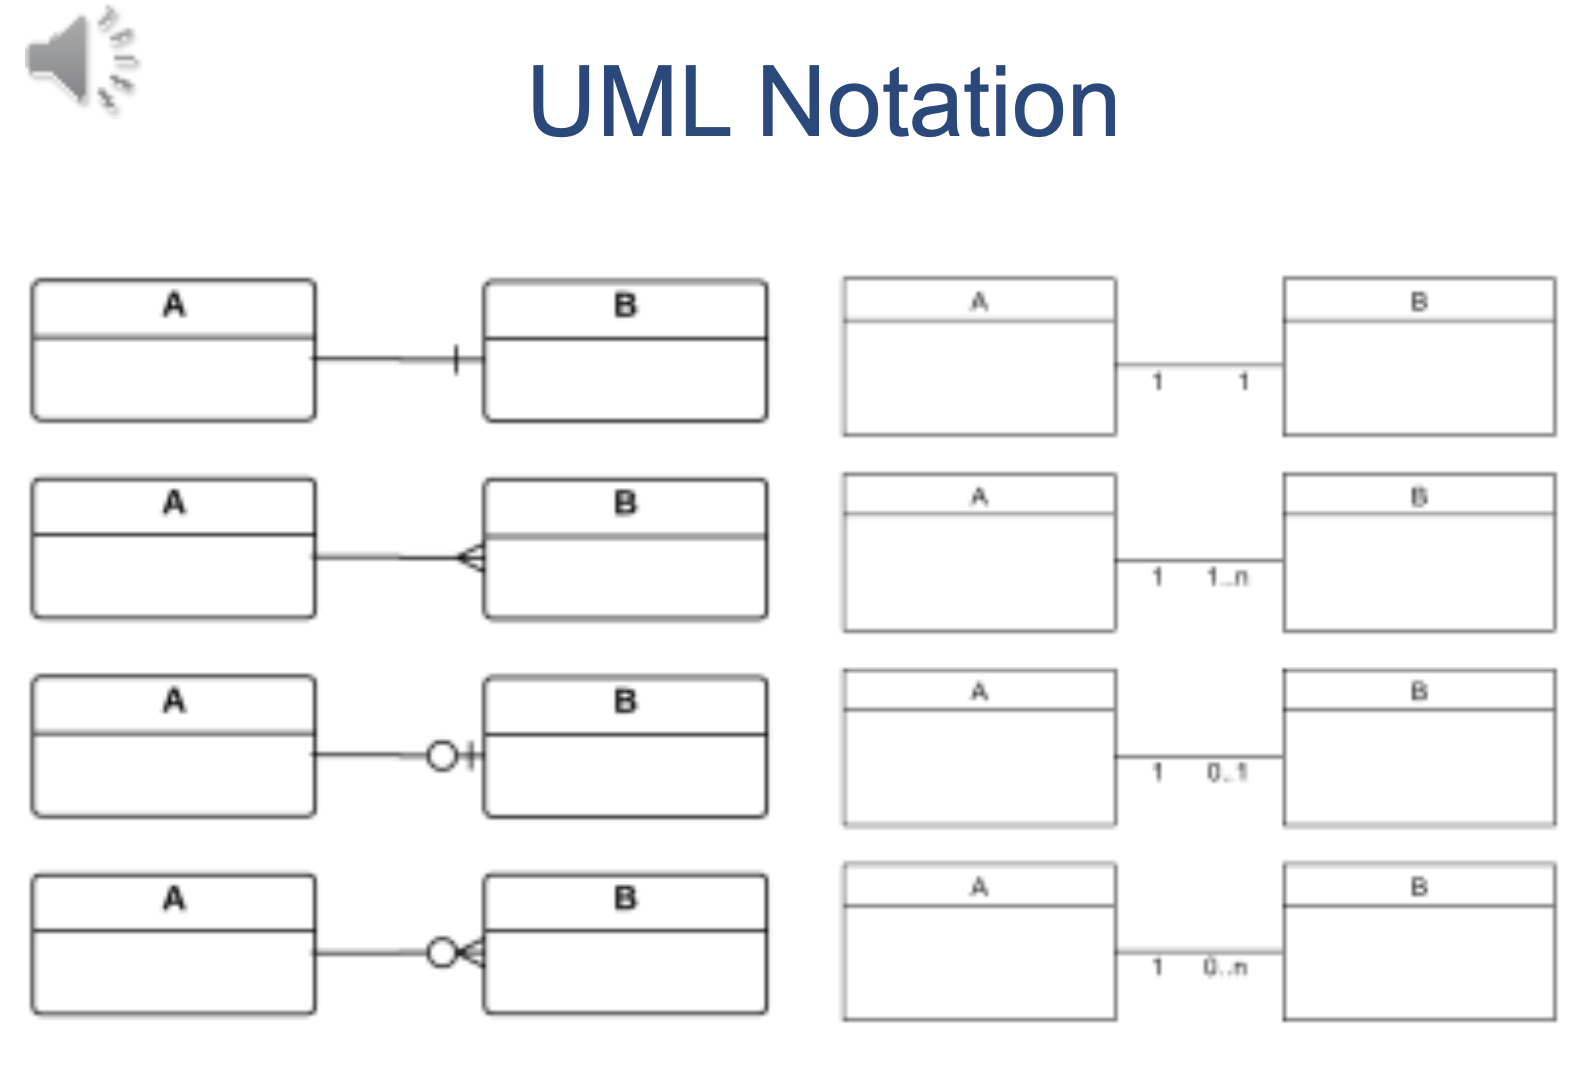 UML Notation
A B A B
1 1
A B A B
1 1..n
A B A B
1 0..1
A B A B
1 0..n